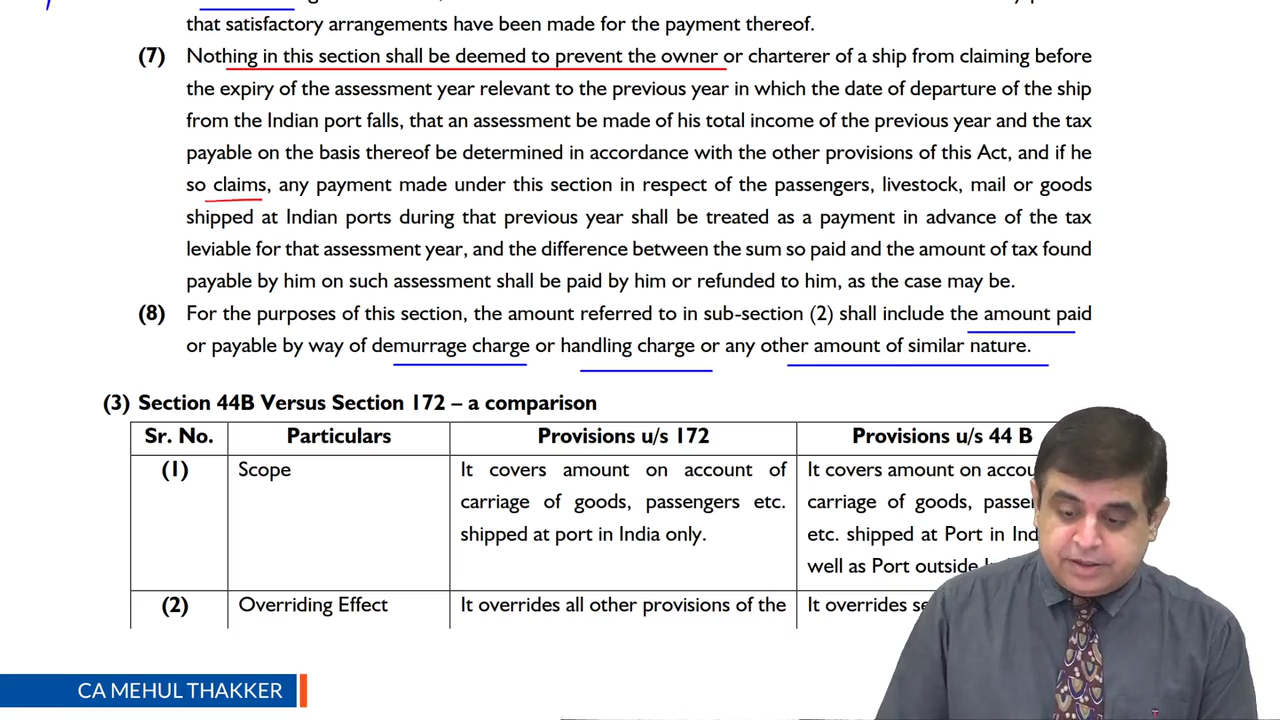 that satisfactory arrangements have been made for the payment thereof.
(7) Nothing in this section shall be deemed to prevent the owner or charterer of a ship from claiming before
the expiry of the assessment year relevant to the previous year in which the date of departure of the ship
from the Indian port falls, that an assessment be made of his total income of the previous year and the tax
payable on the basis thereof be determined in accordance with the other provisions of this Act, and if he
so claims, any payment made under this section in respect of the passengers, livestock, mail or goods
shipped at Indian ports during that previous year shall be treated as a payment in advance of the tax
leviable for that assessment year, and the difference between the sum so paid and the amount of tax found
payable by him on such assessment shall be paid by him or refunded to him, as the case may be.
(8) For the purposes of this section, the amount referred to in sub-section (2) shall include the amount paid
or payable by way of demurrage charge or handling charge or any other amount of similar nature.
(3) Section 44B Versus Section 172 – a comparison
Sr. No. Particulars Provisions u/s 172 Provisions u/s 44 B
(1) Scope
It covers amount on account of
carriage of goods, passengers etc.
shipped at port in India only.
It covers amount on
carriage of goods,
etc. shipped at Port in
well as Port outside
(2) Overriding Effect
It overrides all other provisions of the
It overrides
CA MEHUL THAKKER